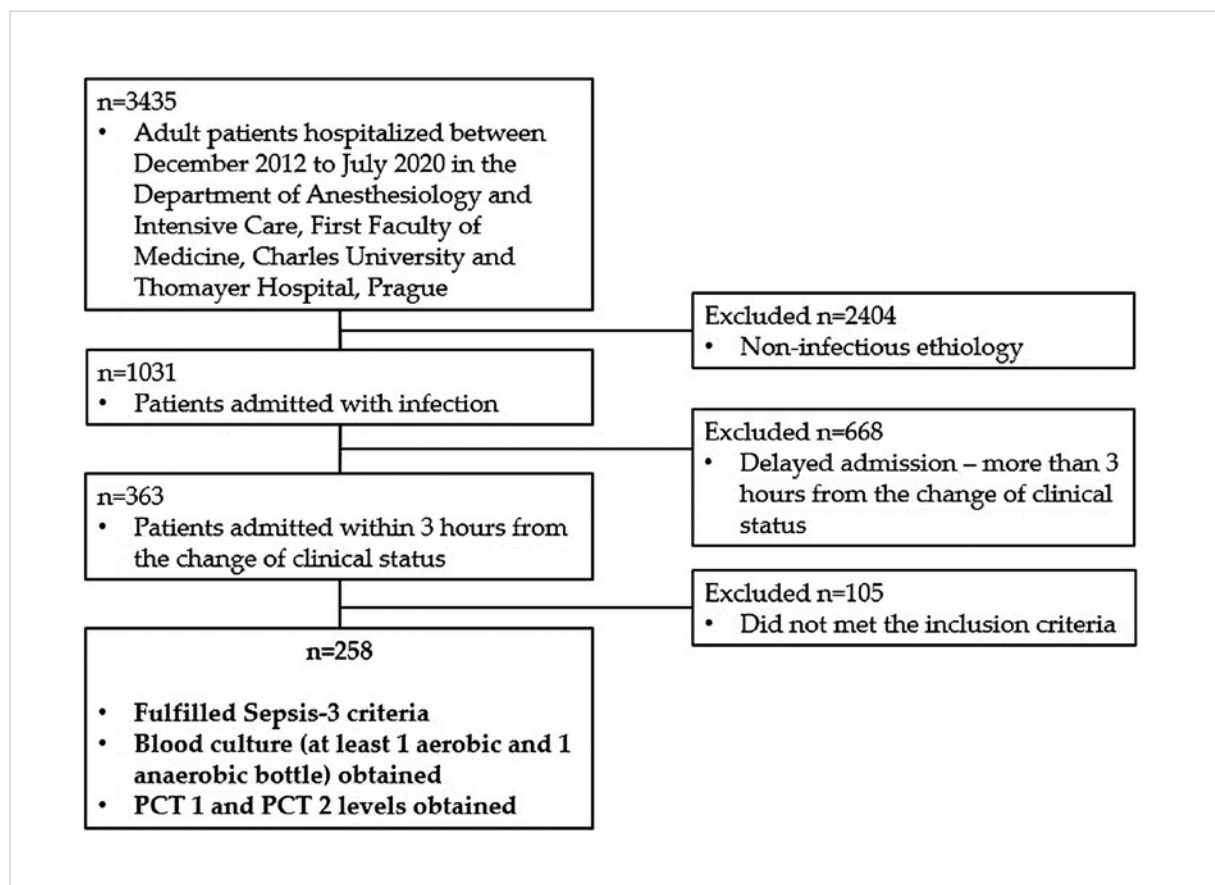 n=3435
• Adult patients hospitalized between
December 2012 to July 2020 in the
Department of Anesthesiology and
Intensive Care, First Faculty of
Medicine, Charles University and
Thomayer Hospital, Prague
Excluded n=2404
• Non-infectious ethiology
n=1031
• Patients admitted with infection
Excluded n=668
• Delayed admission – more than 3
hours from the change of clinical
status
n=363
• Patients admitted within 3 hours from
the change of clinical status
Excluded n=105
• Did not met the inclusion criteria
n=258
• Fulfilled Sepsis-3 criteria
• Blood culture (at least 1 aerobic and 1
anaerobic bottle) obtained
• PCT 1 and PCT 2 levels obtained